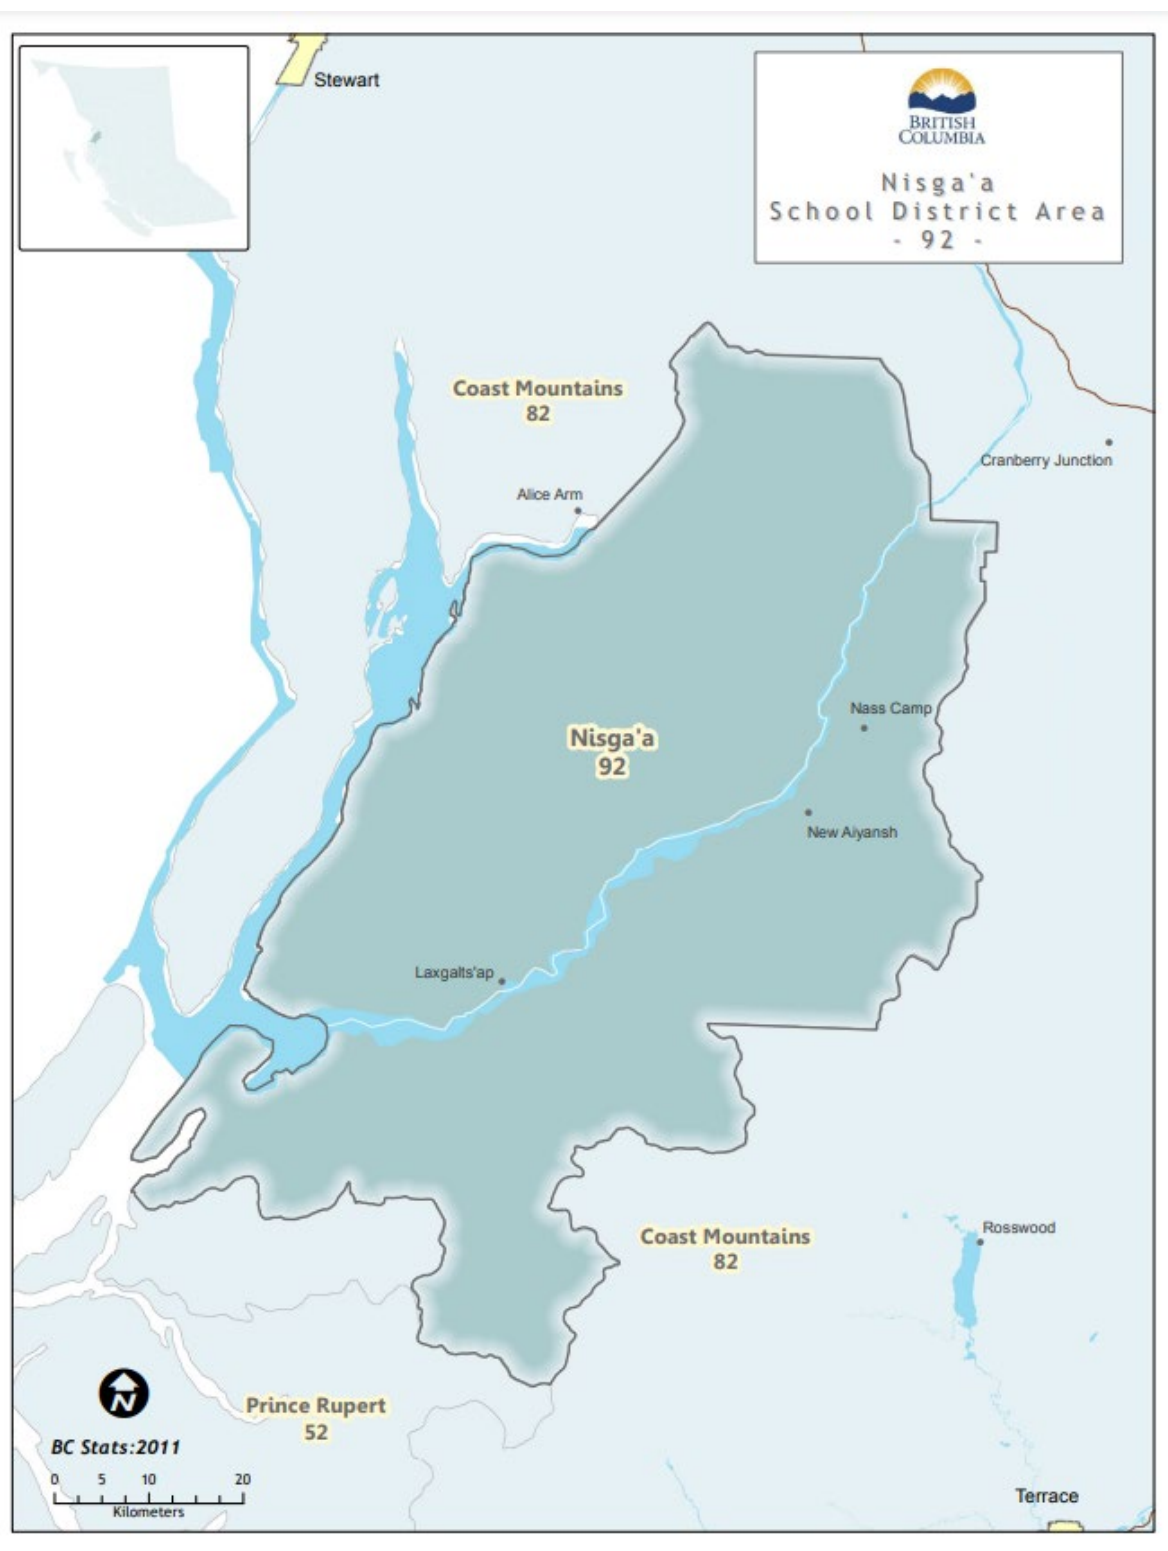 Stewart
BRITISH
COLUMBIA
Nisga'a
School District Area
- 92 -
Coast Mountains
82
Cranberry Junction
Alice Arm
Nass Camp
Nisga'a
92
New Aiyansh
Laxgalts'ap
Coast Mountains
82
Rosswood
Prince Rupert
52
N
BC Stats:2011
0 5 10 20
Kilometers
Terrace